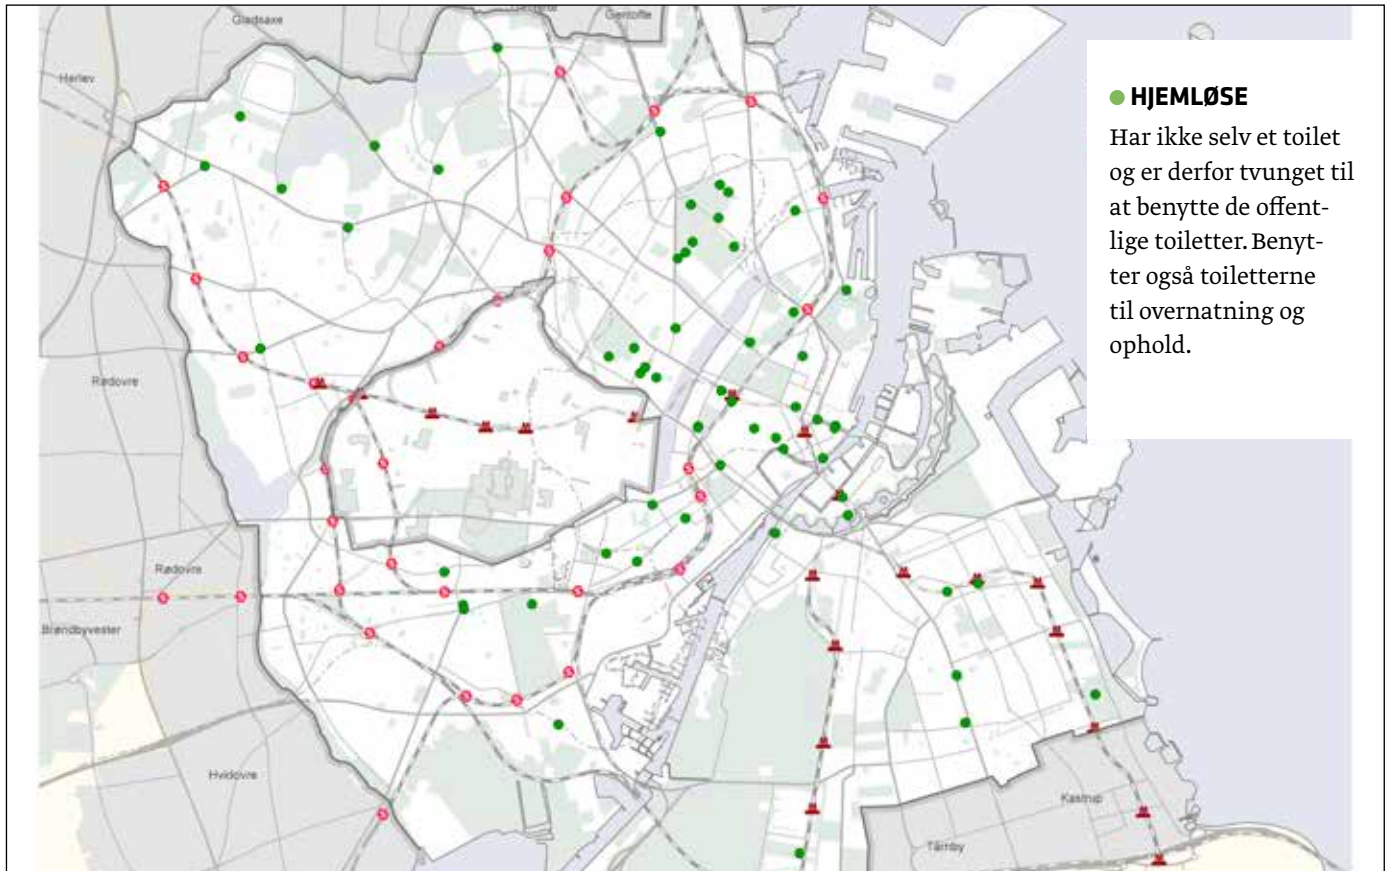 Gladsaxe
Gentofte
Herlev
HJEMLØSE
Har ikke selv et toilet
og er derfor tvunget til
at benytte de offent-
lige toiletter. Benyt-
ter også toiletterne
til overnatning og
ophold.
Rødovre
Rødovre
Brøndbyvester
Hvidovre
Kastrup
Tårnby